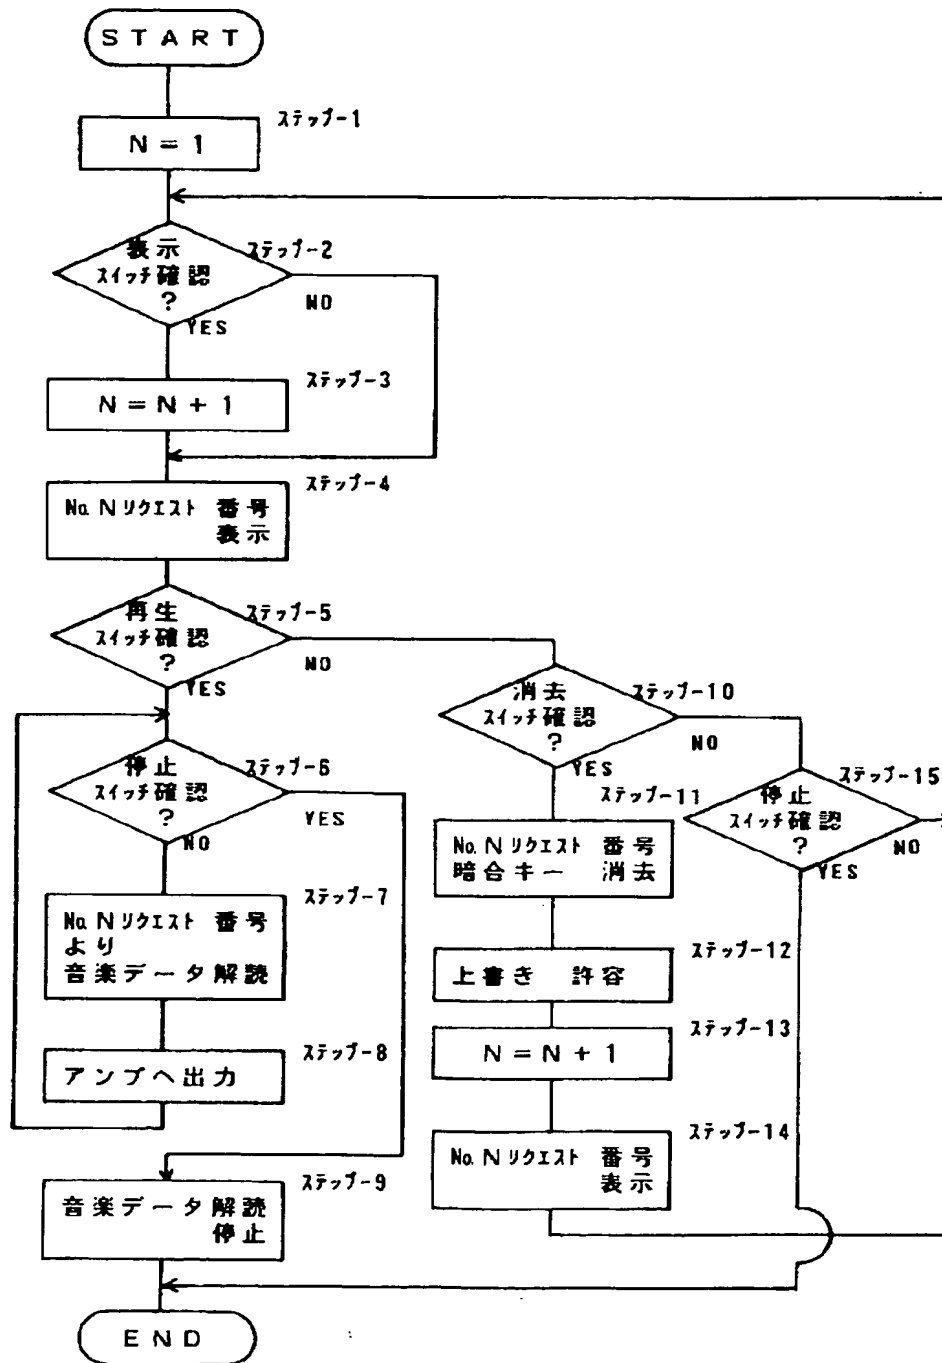 START
ステップ-1
N = 1
表示
ステップ-2
スイッチ確認
?
NO
YES
ステップ-3
N = N + 1
ステップ-4
No. N リクエスト 番号
表示
再生
ステップ-5
スイッチ確認
?
NO
YES
停止
ステップ-6
スイッチ確認
?
YES
NO
ステップ-7
No. N リクエスト 番号
より
音楽データ解読
ステップ-8
アンプへ出力
ステップ-9
音楽データ解読
停止
END
消去
ステップ-10
スイッチ確認
?
NO
YES
ステップ-11
No. N リクエスト 番号
暗合キー 消去
ステップ-12
上書き 許容
ステップ-13
N = N + 1
ステップ-14
No. N リクエスト 番号
表示
ステップ-15
停止
スイッチ確認
?
NO
YES